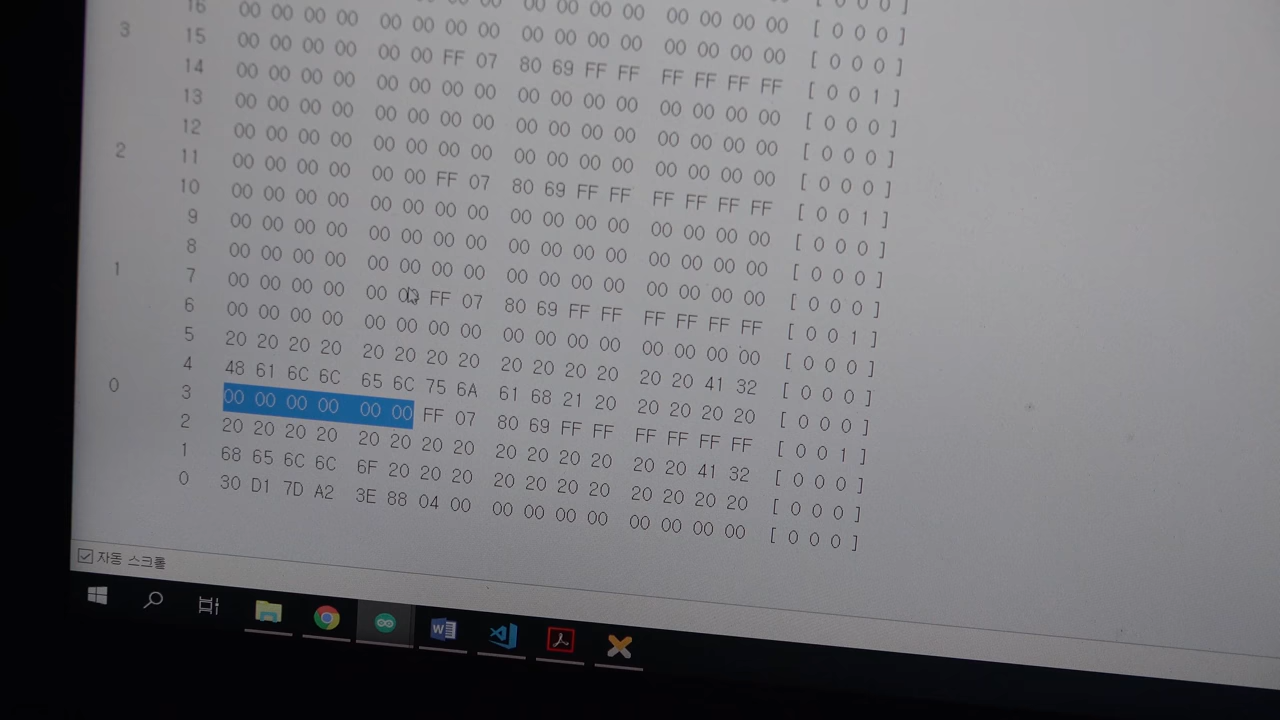 [ 0 0 0 ]
00 00 00 00 00 00 00 00 [ 0 0 0 ]
16 00 00 00 00 00 00 00 00 00 00 00 00 00 00 00 00 [ 0 0 0 ]
3 15 00 00 00 00 00 00 FF 07 80 69 FF FF FF FF FF FF [ 0 0 1 ]
14 00 00 00 00 00 00 00 00 00 00 00 00 00 00 00 00 [ 0 0 0 ]
13 00 00 00 00 00 00 00 00 00 00 00 00 00 00 00 00 [ 0 0 0 ]
12 00 00 00 00 00 00 00 00 00 00 00 00 00 00 00 00 [ 0 0 0 ]
2 11 00 00 00 00 00 00 FF 07 80 69 FF FF FF FF FF FF [ 0 0 1 ]
10 00 00 00 00 00 00 00 00 00 00 00 00 00 00 00 00 [ 0 0 0 ]
9 00 00 00 00 00 00 00 00 00 00 00 00 00 00 00 00 [ 0 0 0 ]
8 00 00 00 00 00 00 00 00 00 00 00 00 00 00 00 00 [ 0 0 0 ]
1 7 00 00 00 00 00 00 FF 07 80 69 FF FF FF FF FF FF [ 0 0 1 ]
6 00 00 00 00 00 00 00 00 00 00 00 00 00 00 00 00 [ 0 0 0 ]
5 20 20 20 20 20 20 20 20 20 20 20 20 20 20 41 32 [ 0 0 0 ]
4 48 61 6C 6C 65 6C 75 6A 61 68 21 20 20 20 20 20 [ 0 0 0 ]
0 3 00 00 00 00 00 00 FF 07 80 69 FF FF FF FF FF FF [ 0 0 1 ]
2 20 20 20 20 20 20 20 20 20 20 20 20 20 20 41 32 [ 0 0 0 ]
1 68 65 6C 6C 6F 20 20 20 20 20 20 20 20 20 20 20 [ 0 0 0 ]
0 30 D1 7D A2 3E 88 04 00 00 00 00 00 00 00 00 00 [ 0 0 0 ]
자동 스크롤